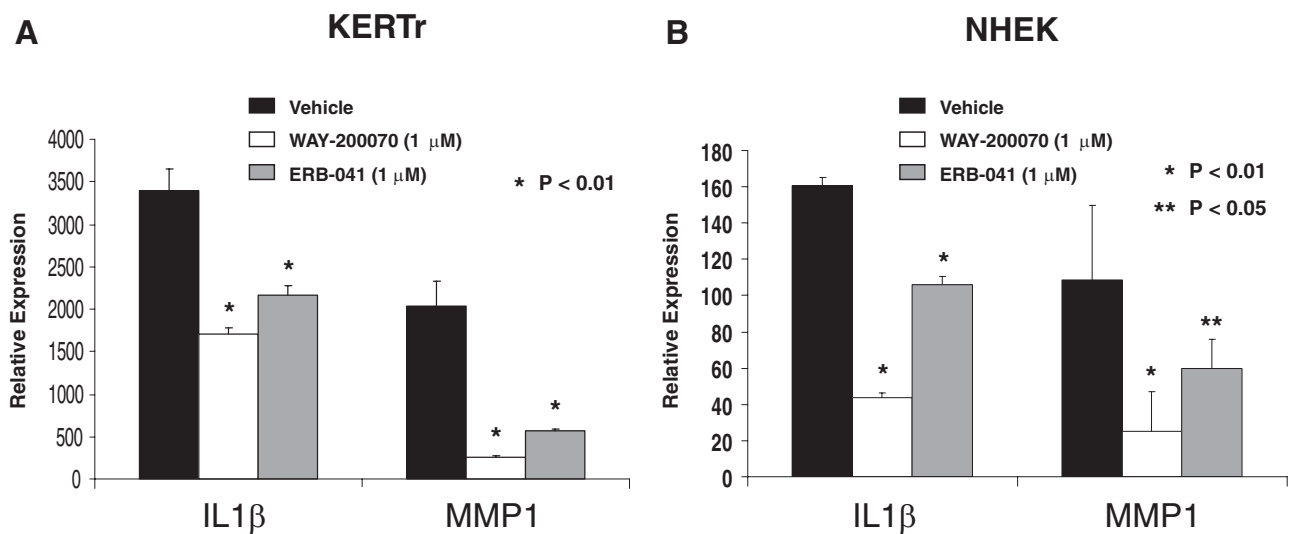 A
KERTr
Vehicle
WAY-200070 (1 μM)
ERB-041 (1 μM)
* P < 0.01
Relative Expression
4000
3500
3000
2500
2000
1500
1000
500
0
*
*
*
*
IL1β
MMP1
B
NHEK
Vehicle
WAY-200070 (1 μM)
ERB-041 (1 μM)
* P < 0.01
** P < 0.05
Relative Expression
180
160
140
120
100
80
60
40
20
0
*
*
*
**
IL1β
MMP1